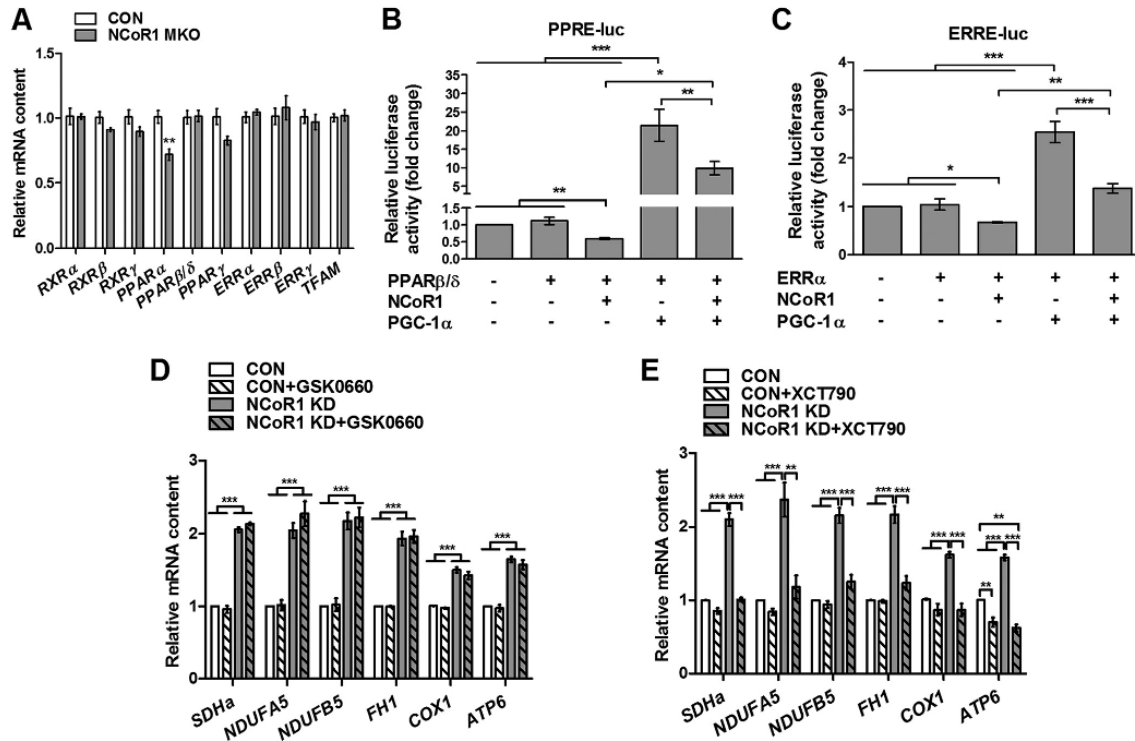 A
CON
NCoR1 MKO
Relative mRNA content
1.5
1.0
0.5
0.0
**
RXRα
RXRβ
RXRγ
PPARα
PPARβ/δ
PPARγ
ERRα
ERRβ
ERRγ
TFAM
B
PPRE-luc
Relative luciferase
activity (fold change)
35
30
25
20
15
10
5
1.5
1.0
0.5
0.0
***
*
**
**
PPARβ/δ - + + + +
NCoR1 - - + - +
PGC-1α - - - + +
C
ERRE-luc
Relative luciferase
activity (fold change)
4
3
2
1
0
***
**
***
*
ERRα - + + + +
NCoR1 - - + - +
PGC-1α - - - + +
D
CON
CON+GSK0660
NCoR1 KD
NCoR1 KD+GSK0660
Relative mRNA content
3
2
1
0
*** *** *** *** *** ***
SDHa
NDUFA5
NDUFB5
FH1
COX1
ATP6
E
CON
CON+XCT790
NCoR1 KD
NCoR1 KD+XCT790
Relative mRNA content
3
2
1
0
*** ***
*** **
*** ***
*** ***
*** ***
**
*** ***
**
SDHa
NDUFA5
NDUFB5
FH1
COX1
ATP6